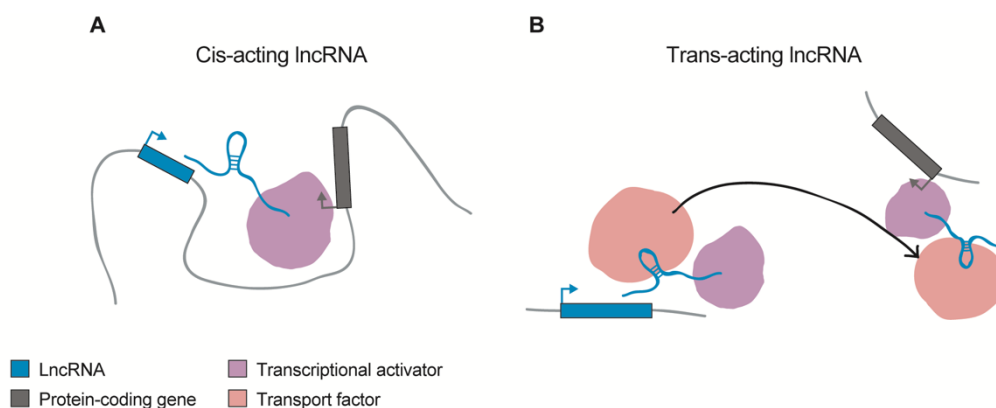 A
Cis-acting lncRNA
B
Trans-acting lncRNA
LncRNA
Protein-coding gene
Transcriptional activator
Transport factor